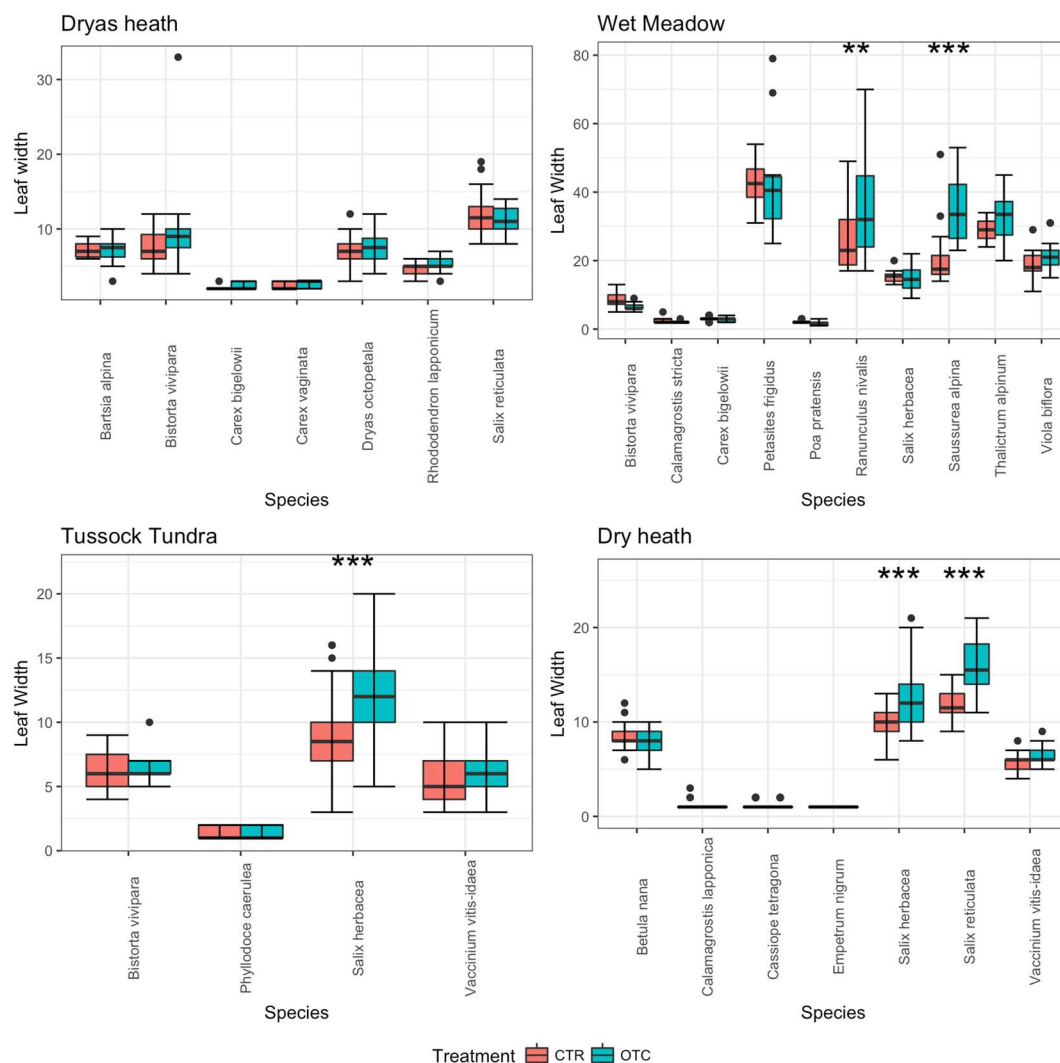 Dryas heath
Leaf width
30
20
10
Bartsia alpina
Bistorta vivipara
Carex bigelowii
Carex vaginata
Dryas octopetala
Rhododendron lapponicum
Salix reticulata
Species
Wet Meadow
** ***
Leaf Width
80
60
40
20
0
Bistorta vivipara
Calamagrostis stricta
Carex bigelowii
Petasites frigidus
Poa pratensis
Ranunculus nivalis
Salix herbacea
Saussurea alpina
Thalictrum alpinum
Viola biflora
Species
Tussock Tundra
***
Leaf Width
20
15
10
5
0
Bistorta vivipara
Phyllodoce caerulea
Salix herbacea
Vaccinium vitis-idaea
Species
Dry heath
*** ***
Leaf Width
20
10
0
Betula nana
Calamagrostis lapponica
Cassiope tetragona
Empetrum nigrum
Salix herbacea
Salix reticulata
Vaccinium vitis-idaea
Species
Treatment CTR OTC